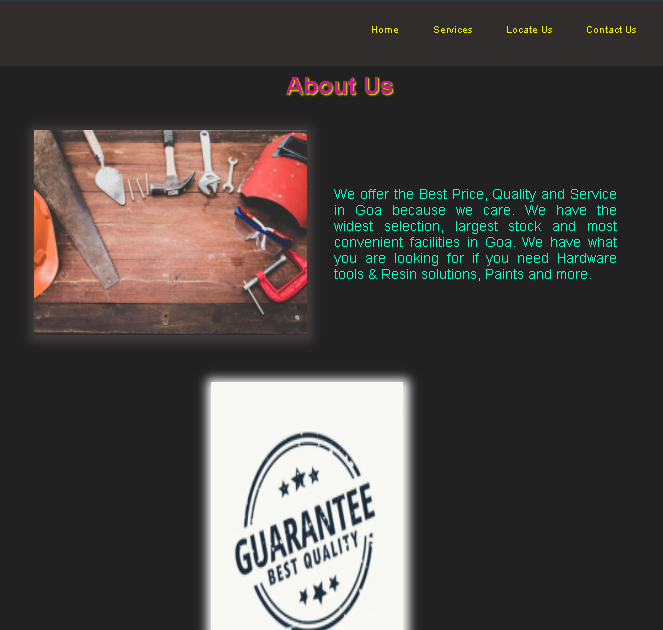 Home Services Locate Us Contact Us
About Us
We offer the Best Price, Quality and Service
in Goa because we care. We have the
widest selection, largest stock and most
convenient facilities in Goa. We have what
you are looking for if you need Hardware
tools & Resin solutions, Paints and more.
GUARANTEE
BEST QUALITY